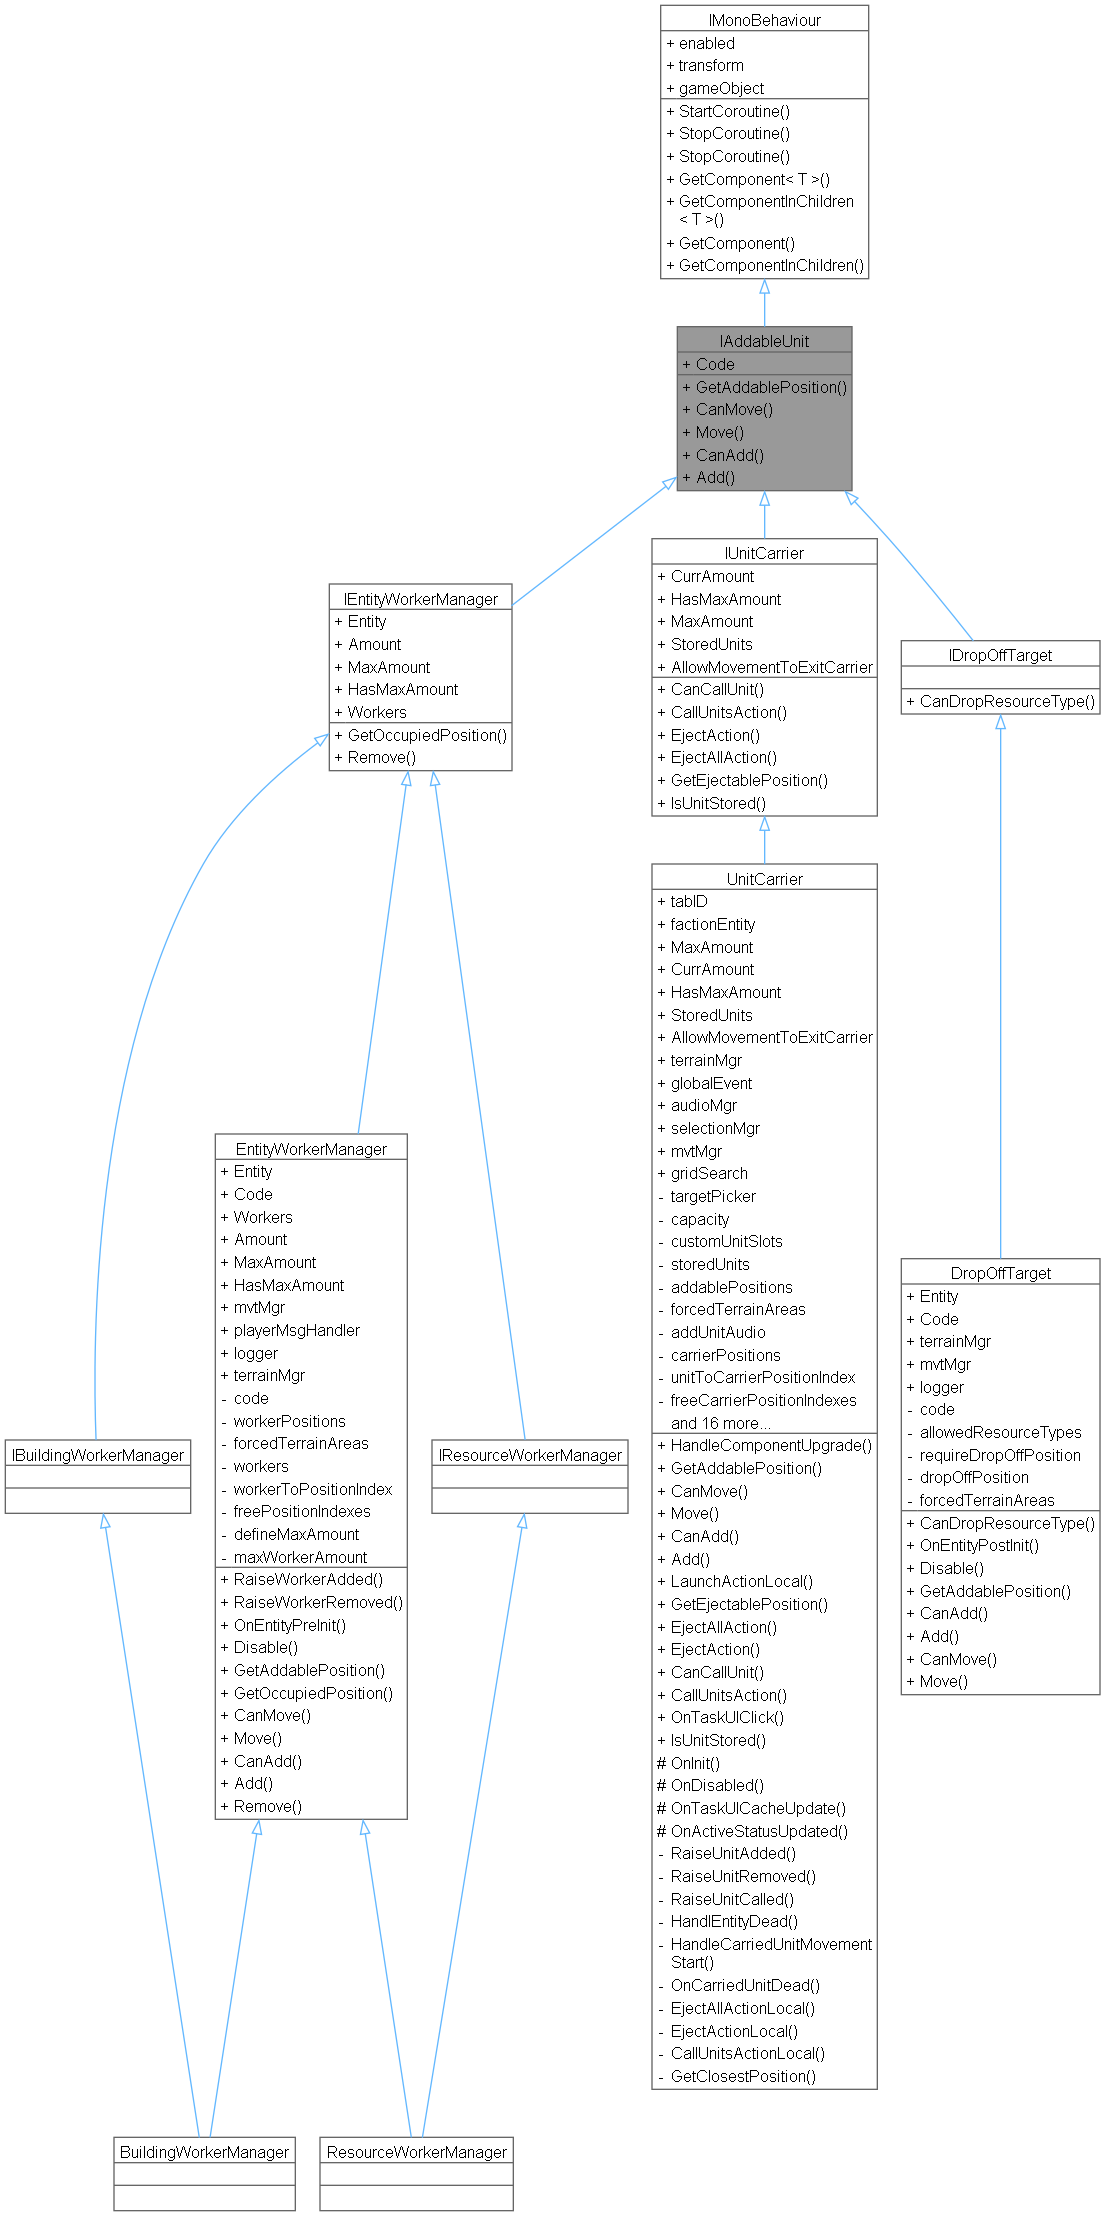 IMonoBehaviour
+ enabled
+ transform
+ gameObject
+ StartCoroutine()
+ StopCoroutine()
+ StopCoroutine()
+ GetComponent< T >()
+ GetComponentInChildren
< T >()
+ GetComponent()
+ GetComponentInChildren()
IAddableUnit
+ Code
+ GetAddablePosition()
+ CanMove()
+ Move()
+ CanAdd()
+ Add()
IEntityWorkerManager
+ Entity
+ Amount
+ MaxAmount
+ HasMaxAmount
+ Workers
+ GetOccupiedPosition()
+ Remove()
IUnitCarrier
+ CurrAmount
+ HasMaxAmount
+ MaxAmount
+ StoredUnits
+ AllowMovementToExitCarrier
+ CanCallUnit()
+ CallUnitsAction()
+ EjectAction()
+ EjectAllAction()
+ GetEjectablePosition()
+ IsUnitStored()
IDropOffTarget
+ CanDropResourceType()
UnitCarrier
+ tabID
+ factionEntity
+ MaxAmount
+ CurrAmount
+ HasMaxAmount
+ StoredUnits
+ AllowMovementToExitCarrier
+ terrainMgr
+ globalEvent
+ audioMgr
+ selectionMgr
+ mvtMgr
+ gridSearch
- targetPicker
- capacity
- customUnitSlots
- storedUnits
- addablePositions
- forcedTerrainAreas
- addUnitAudio
- carrierPositions
- unitToCarrierPositionIndex
- freeCarrierPositionIndexes
and 16 more...
+ HandleComponentUpgrade()
+ GetAddablePosition()
+ CanMove()
+ Move()
+ CanAdd()
+ Add()
+ LaunchActionLocal()
+ GetEjectablePosition()
+ EjectAllAction()
+ EjectAction()
+ CanCallUnit()
+ CallUnitsAction()
+ OnTaskUIClick()
+ IsUnitStored()
# OnInit()
# OnDisabled()
# OnTaskUICacheUpdate()
# OnActiveStatusUpdated()
- RaiseUnitAdded()
- RaiseUnitRemoved()
- RaiseUnitCalled()
- HandlEntityDead()
- HandleCarriedUnitMovement
Start()
- OnCarriedUnitDead()
- EjectAllActionLocal()
- EjectActionLocal()
- CallUnitsActionLocal()
- GetClosestPosition()
EntityWorkerManager
+ Entity
+ Code
+ Workers
+ Amount
+ MaxAmount
+ HasMaxAmount
+ mvtMgr
+ playerMsgHandler
+ logger
+ terrainMgr
- code
- workerPositions
- forcedTerrainAreas
- workers
- workerToPositionIndex
- freePositionIndexes
- defineMaxAmount
- maxWorkerAmount
+ RaiseWorkerAdded()
+ RaiseWorkerRemoved()
+ OnEntityPreInit()
+ Disable()
+ GetAddablePosition()
+ GetOccupiedPosition()
+ CanMove()
+ Move()
+ CanAdd()
+ Add()
+ Remove()
DropOffTarget
+ Entity
+ Code
+ terrainMgr
+ mvtMgr
+ logger
- code
- allowedResourceTypes
- requireDropOffPosition
- dropOffPosition
- forcedTerrainAreas
+ CanDropResourceType()
+ OnEntityPostInit()
+ Disable()
+ GetAddablePosition()
+ CanAdd()
+ Add()
+ CanMove()
+ Move()
IBuildingWorkerManager
IResourceWorkerManager
BuildingWorkerManager
ResourceWorkerManager